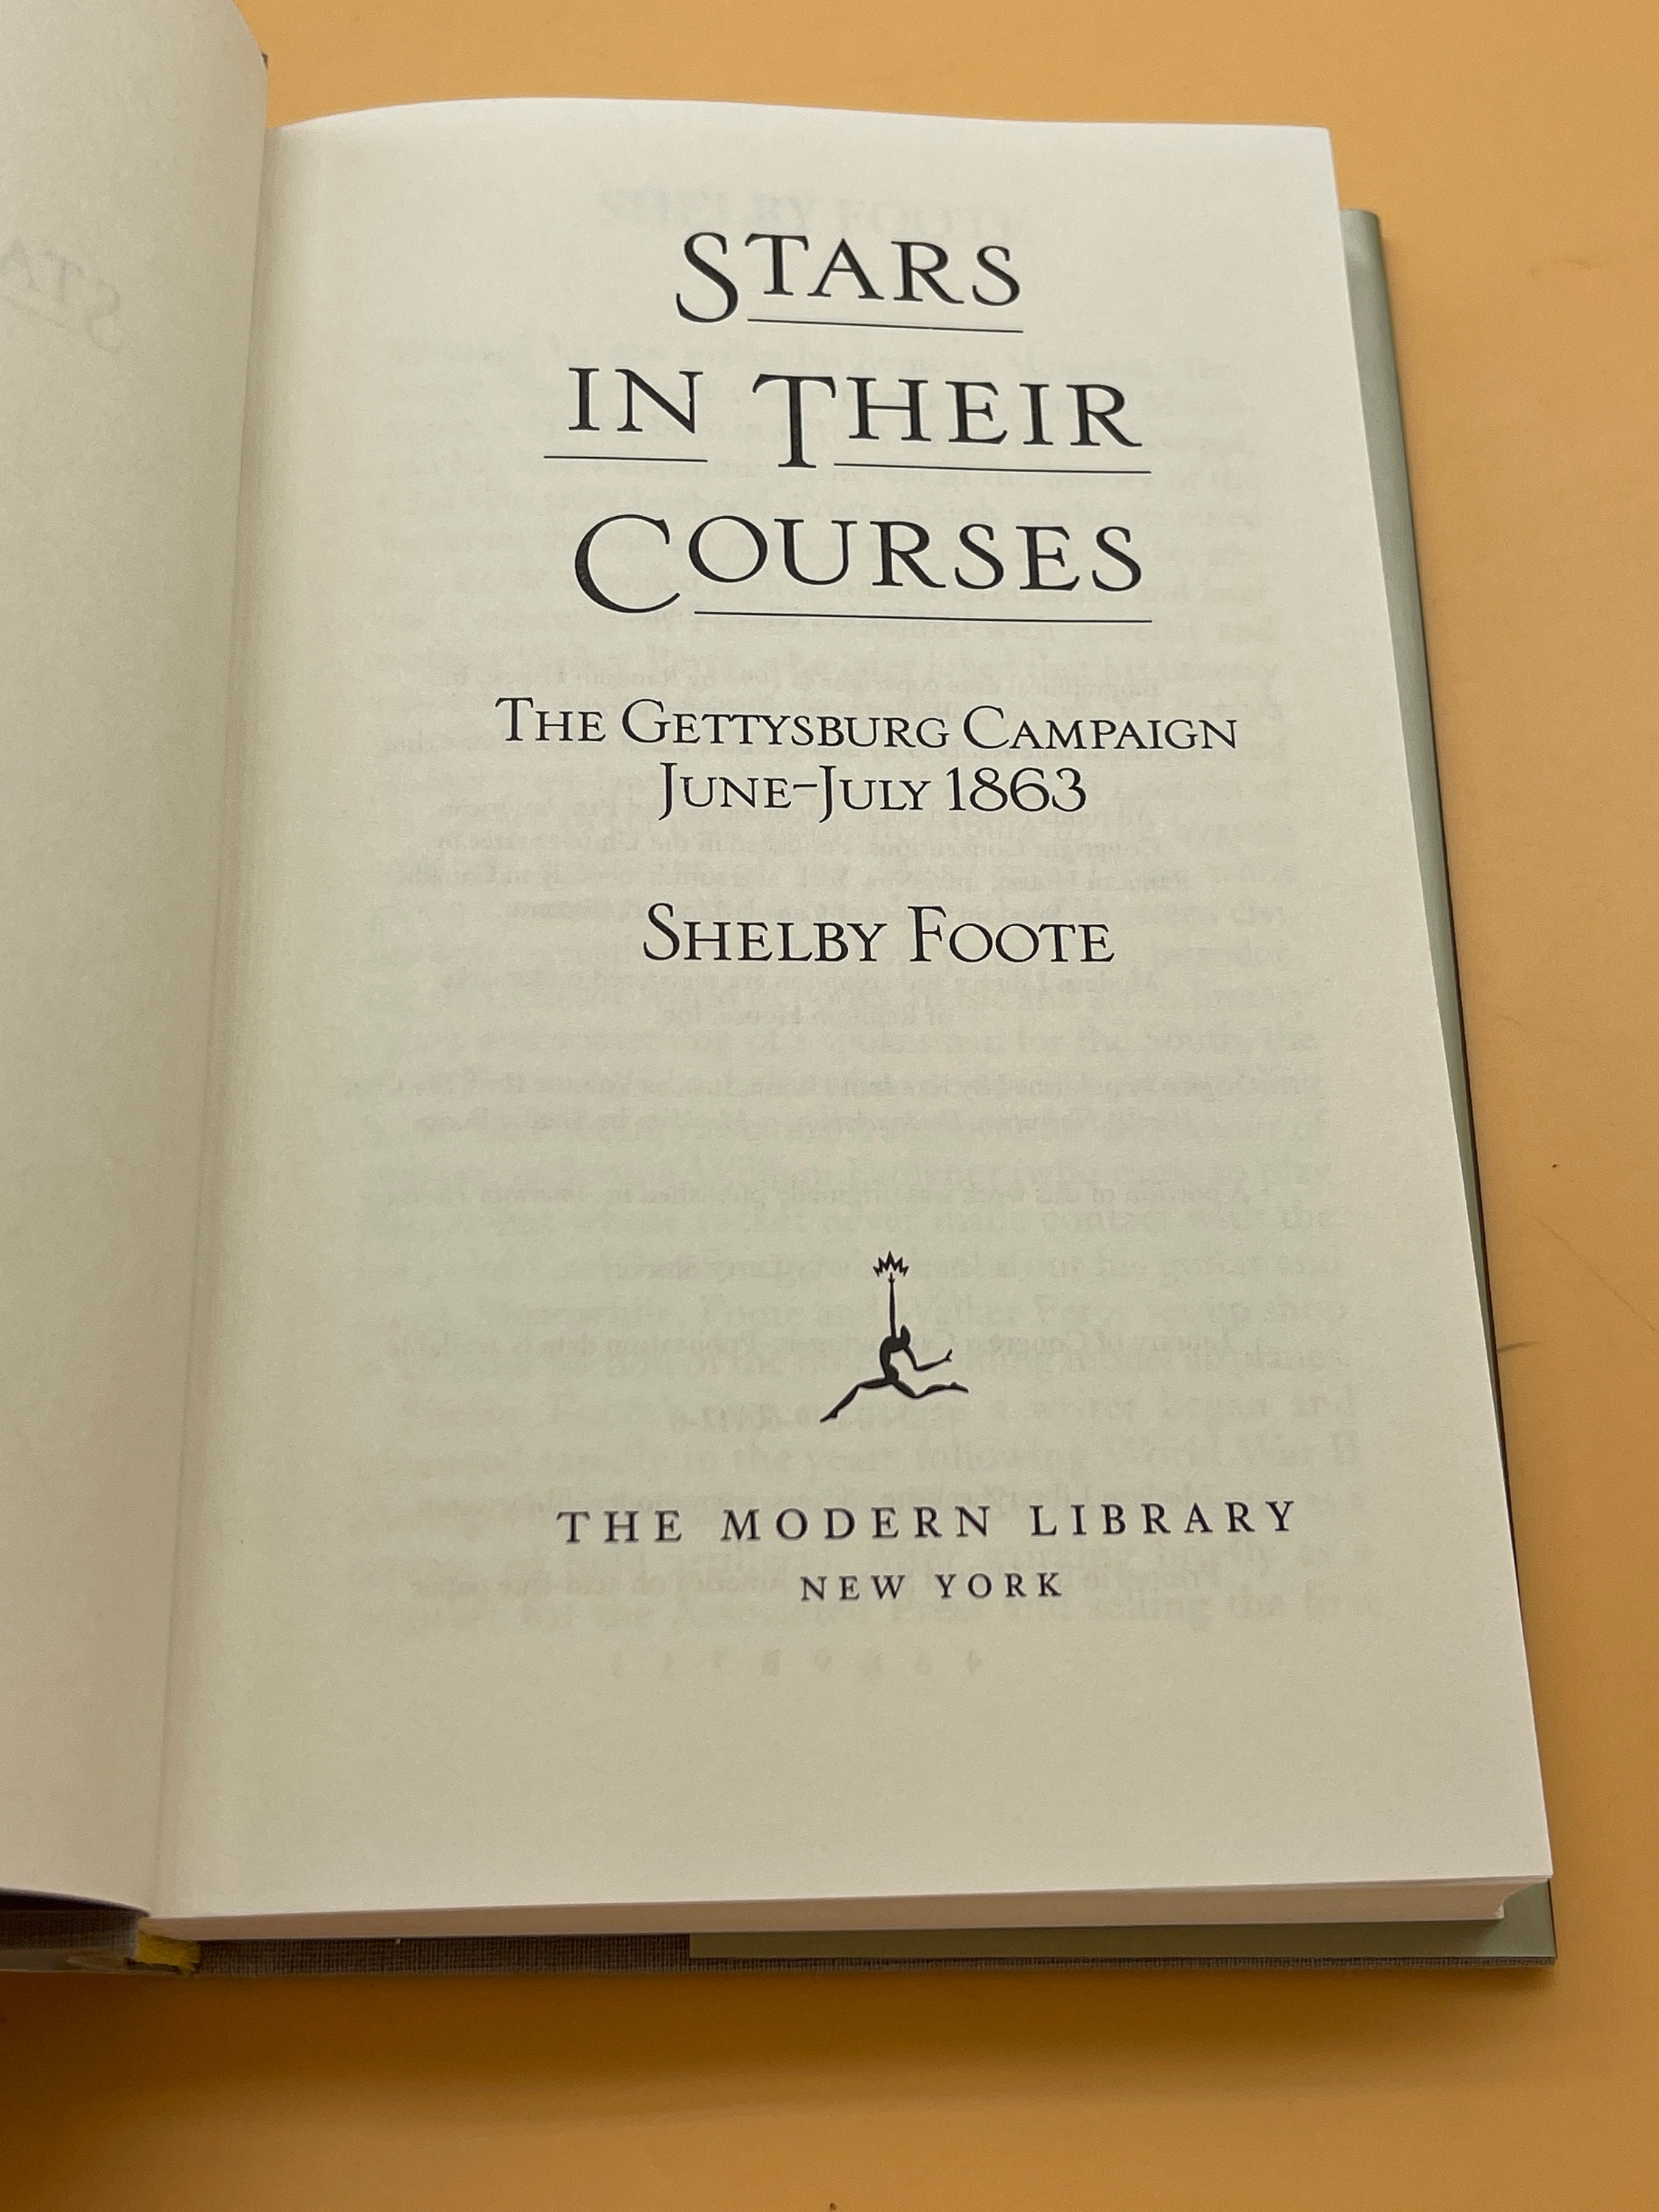 STARS
IN THEIR
COURSES
THE GETTYSBURG CAMPAIGN
JUNE–JULY 1863
SHELBY FOOTE
THE MODERN LIBRARY
NEW YORK